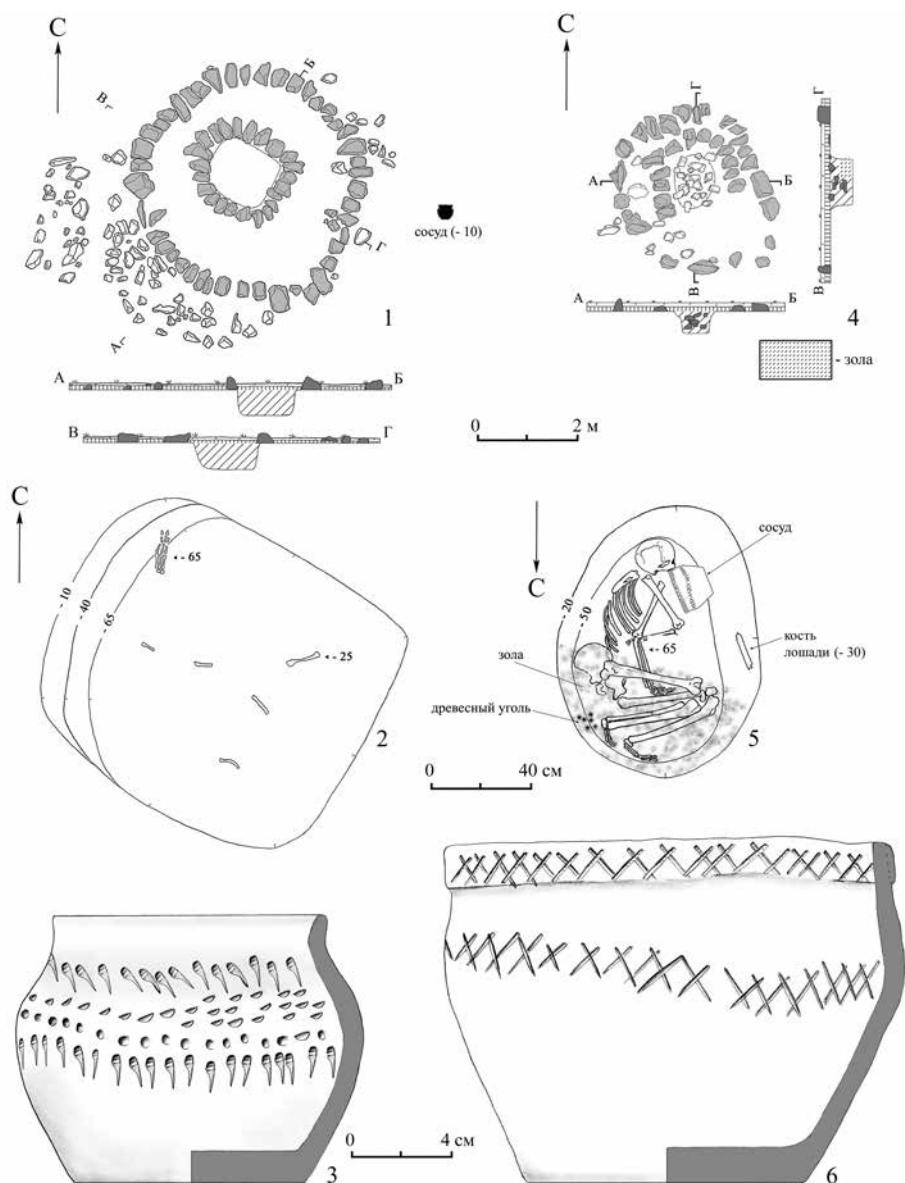 С
С
Б
В
Г
А
сосуд (- 10)
1
А
Б
В
Г
Г
Г
А
Б
В
В
А
Б
4
- зола
0
2 м
С
- 10
- 40
- 65
- 65
- 25
2
С
сосуд
- 20
- 50
- 65
кость
лошади (- 30)
зола
древесный уголь
5
0
40 см
3
0
4 см
6